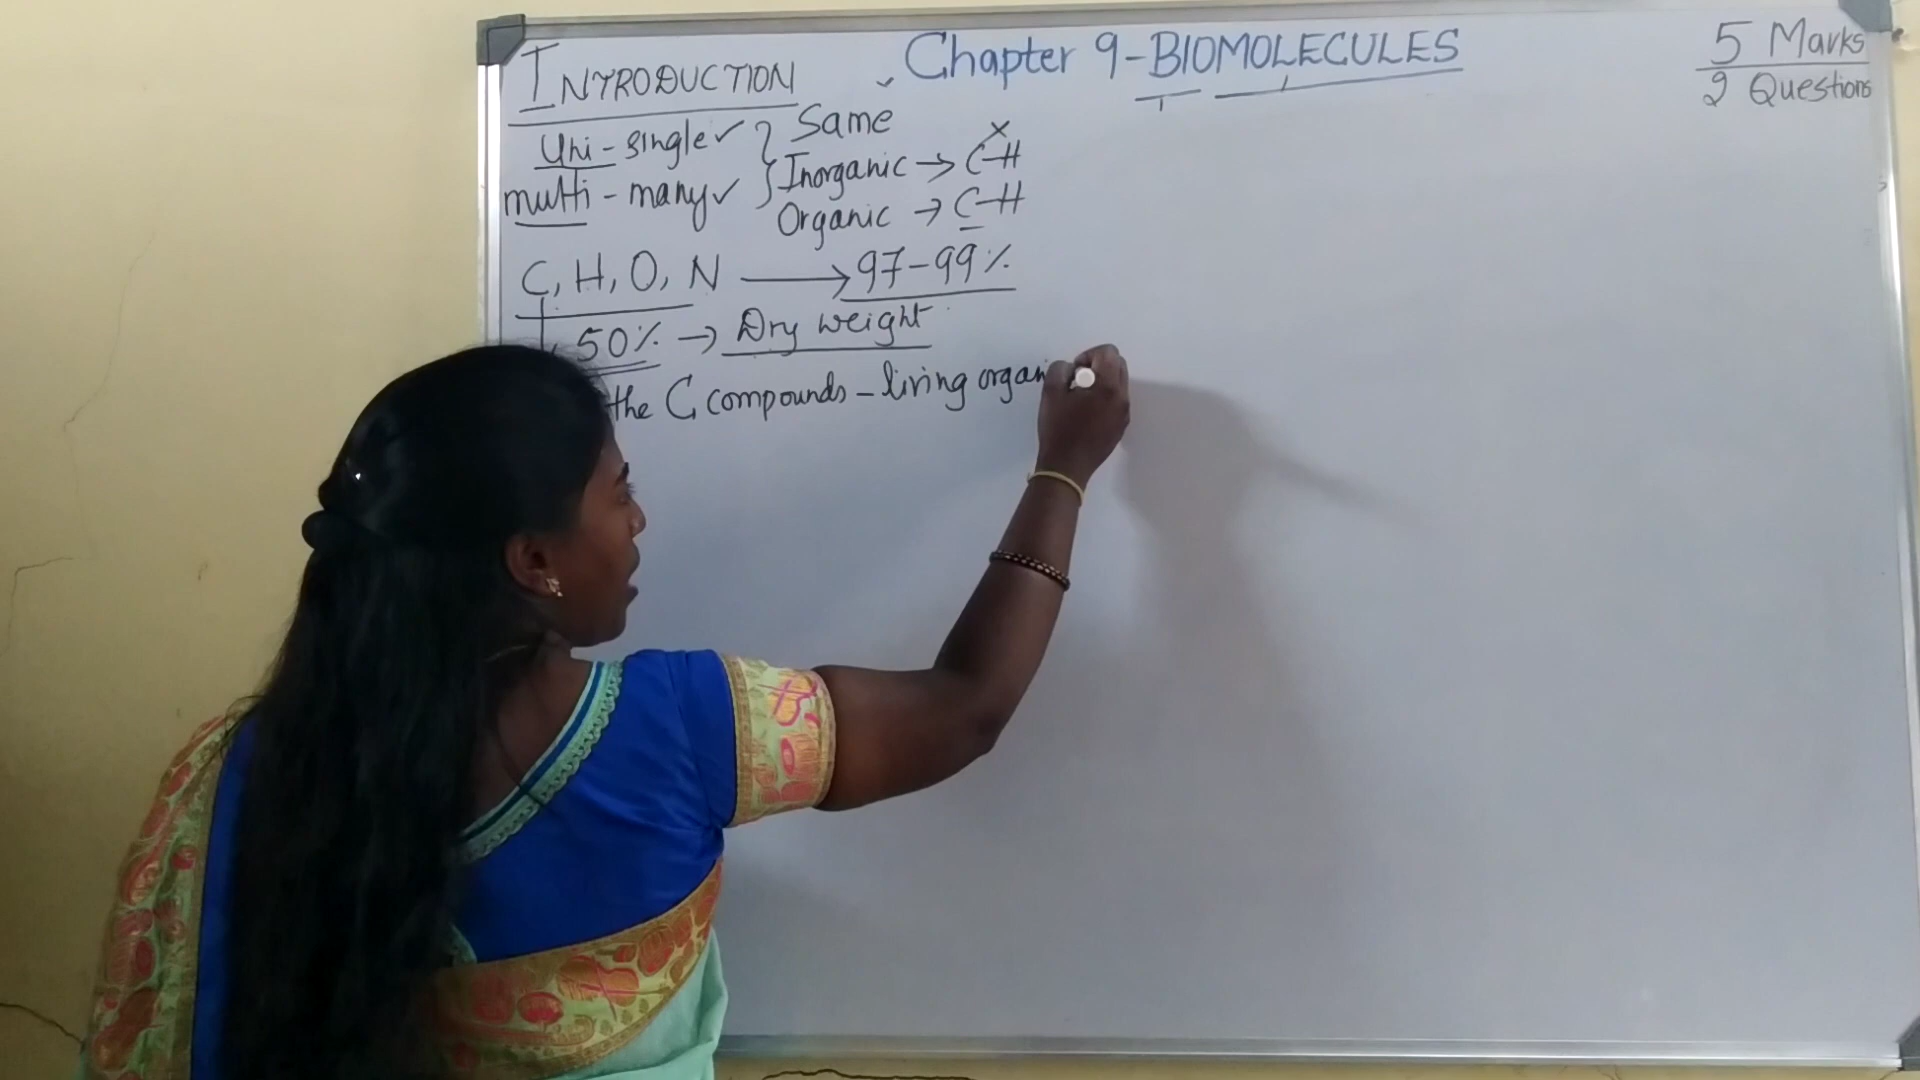 Chapter 9-BIOMOLECULES
5 Marks
2 Questions
INTRODUCTION
Uni - single✓ } Same
multi - many✓
Inorganic → C-H
Organic → C-H
C, H, O, N → 97-99%
50% → Dry weight
the C compounds - living organi